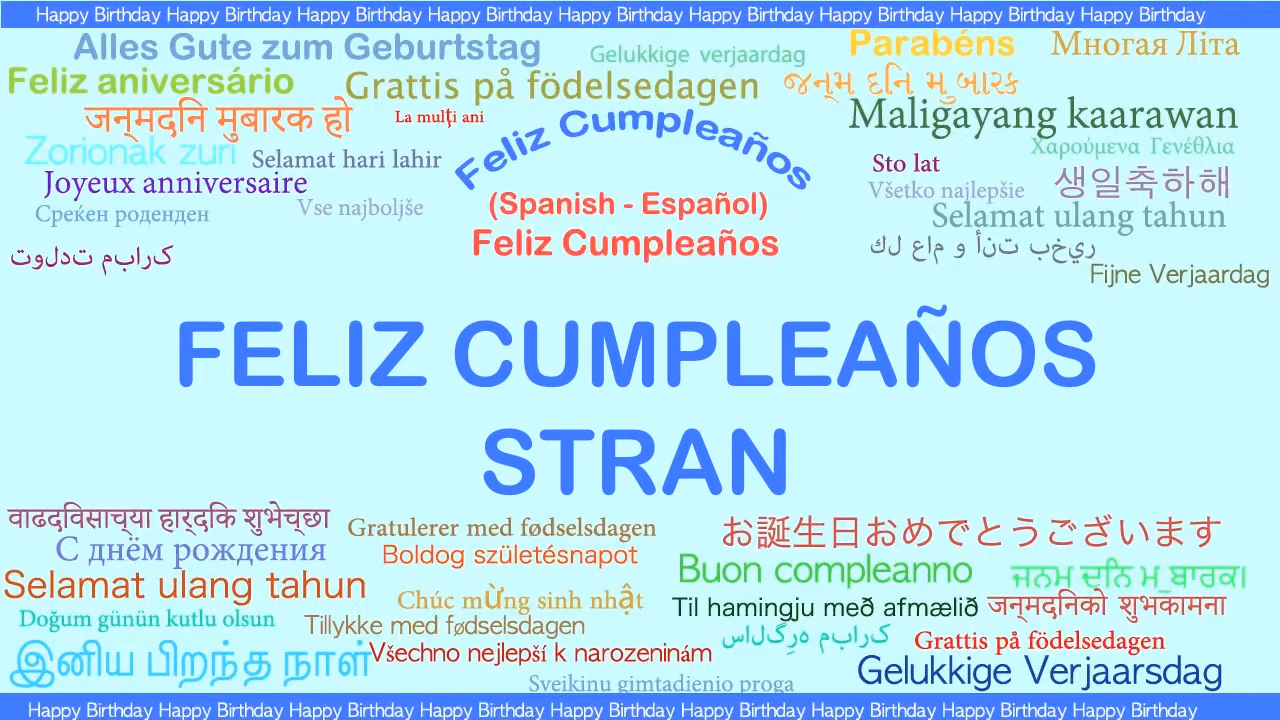 Happy Birthday Happy Birthday Happy Birthday Happy Birthday Happy Birthday Happy Birthday Happy Birthday Happy Birthday Happy Birthday
Alles Gute zum Geburtstag
Gelukkige verjaardag
Parabéns
Многая Літа
Feliz aniversário
Grattis på födelsedagen
જન્મ દિન મુબારક
जन्मदिन मुबारक हो
La mulţi ani
Feliz Cumpleaños
Maligayang kaarawan
Zorionak zuri
Selamat hari lahir
Χαρούμενα Γενέθλια
Sto lat
Joyeux anniversaire
Všetko najlepšie
생일축하해
Среќен роденден
Vse najboljše
(Spanish - Español)
Selamat ulang tahun
Feliz Cumpleaños
تولدت مبارک
كل عام و أنت بخير
Fijne Verjaardag
FELIZ CUMPLEAÑOS
STRAN
वाढदिवसाच्या हार्दिक शुभेच्छा
Gratulerer med fødselsdagen
お誕生日おめでとうございます
С днём рождения
Boldog születésnapot
Buon compleanno
ਜਨਮ ਦਿਨ ਮੁਬਾਰਕ।
Selamat ulang tahun
Chúc mừng sinh nhật
Til hamingju með afmælið
जन्मदिनको शुभकामना
Doğum günün kutlu olsun
Tillykke med fødselsdagen
سالگرہ مبارک
Grattis på födelsedagen
இனிய பிறந்த நாள்
Všechno nejlepší k narozeninám
Gelukkige Verjaarsdag
Sveikinu gimtadienio proga
Happy Birthday Happy Birthday Happy Birthday Happy Birthday Happy Birthday Happy Birthday Happy Birthday Happy Birthday Happy Birthday